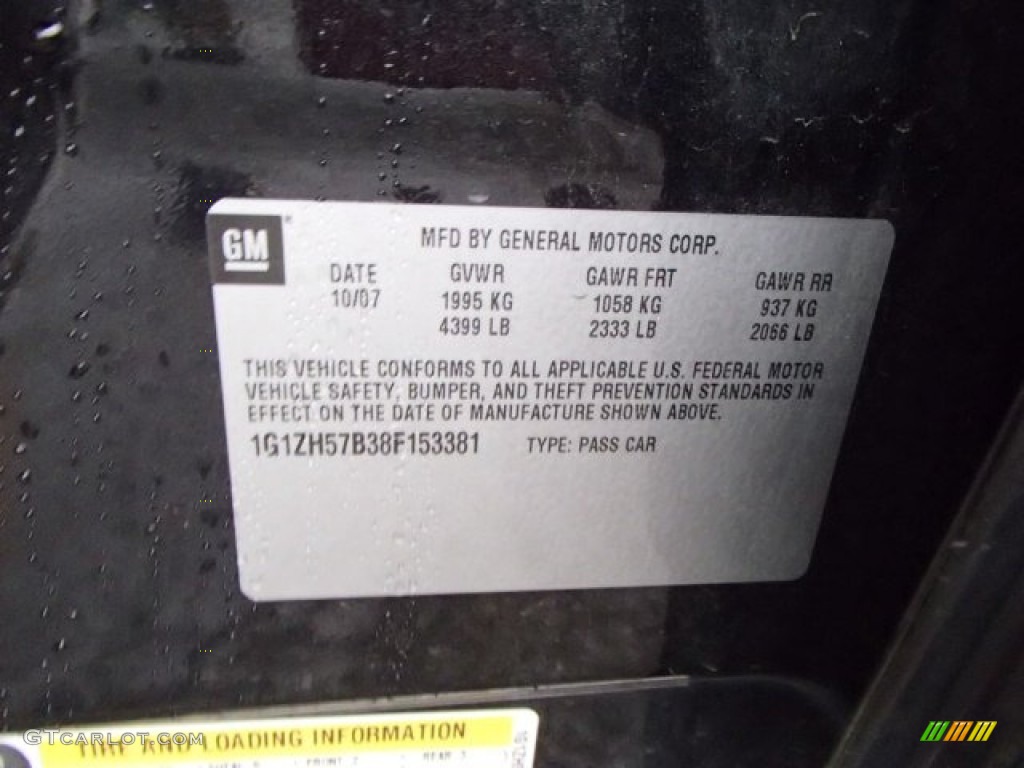 GM
MFD BY GENERAL MOTORS CORP.
DATE GVWR GAWR FRT GAWR RR
10/07 1995 KG 1058 KG 937 KG
4399 LB 2333 LB 2066 LB
THIS VEHICLE CONFORMS TO ALL APPLICABLE U.S. FEDERAL MOTOR
VEHICLE SAFETY, BUMPER, AND THEFT PREVENTION STANDARDS IN
EFFECT ON THE DATE OF MANUFACTURE SHOWN ABOVE.
1G1ZH57B38F153381 TYPE: PASS CAR
TIRE AND LOADING INFORMATION
© GTCarLot.com